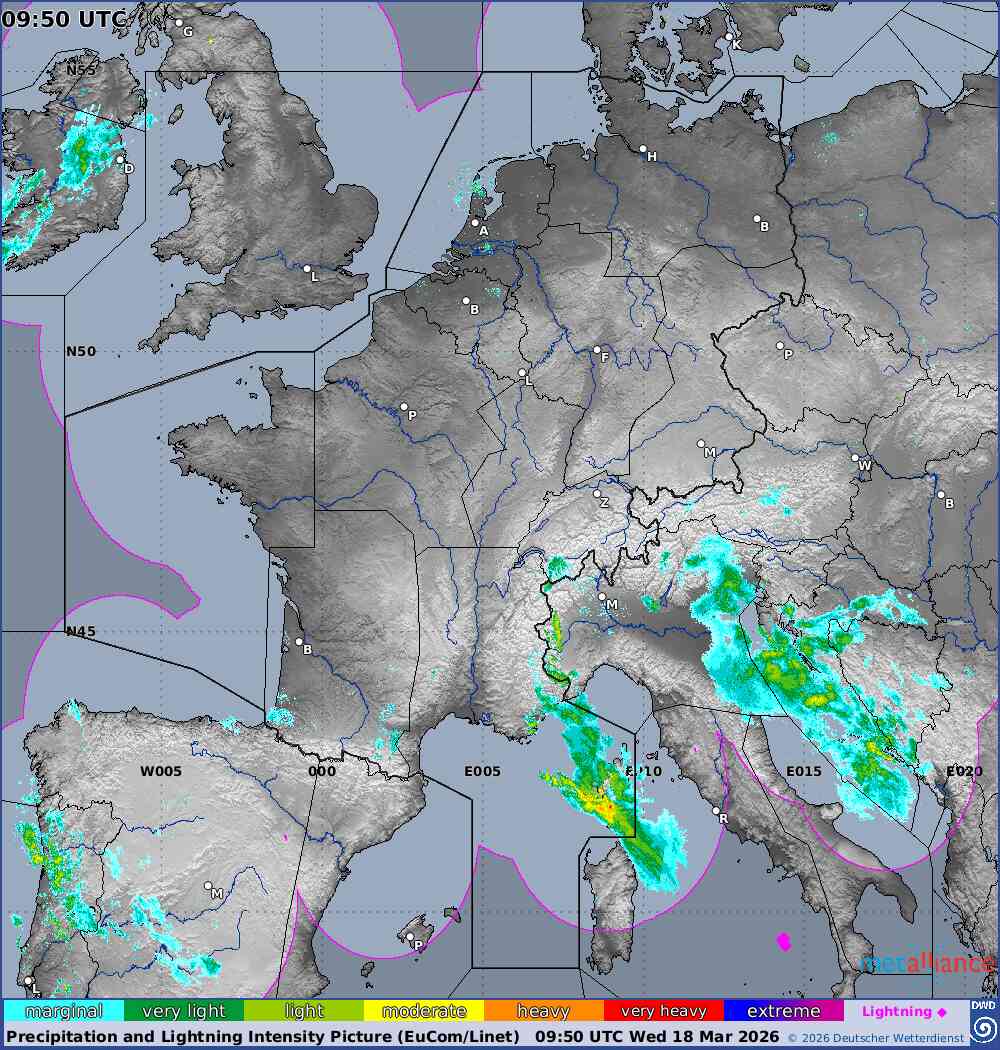 09:50 UTC
G
K
N55
D
H
A
B
L
B
N50
F
P
L
P
M
W
Z
B
M
N45
B
W005
000
E005
E010
E015
E020
R
M
P
L
metalliance
marginal very light light moderate heavy very heavy extreme Lightning
DWD
Precipitation and Lightning Intensity Picture (EuCom/Linet) 09:50 UTC Wed 18 Mar 2026 © 2026 Deutscher Wetterdienst